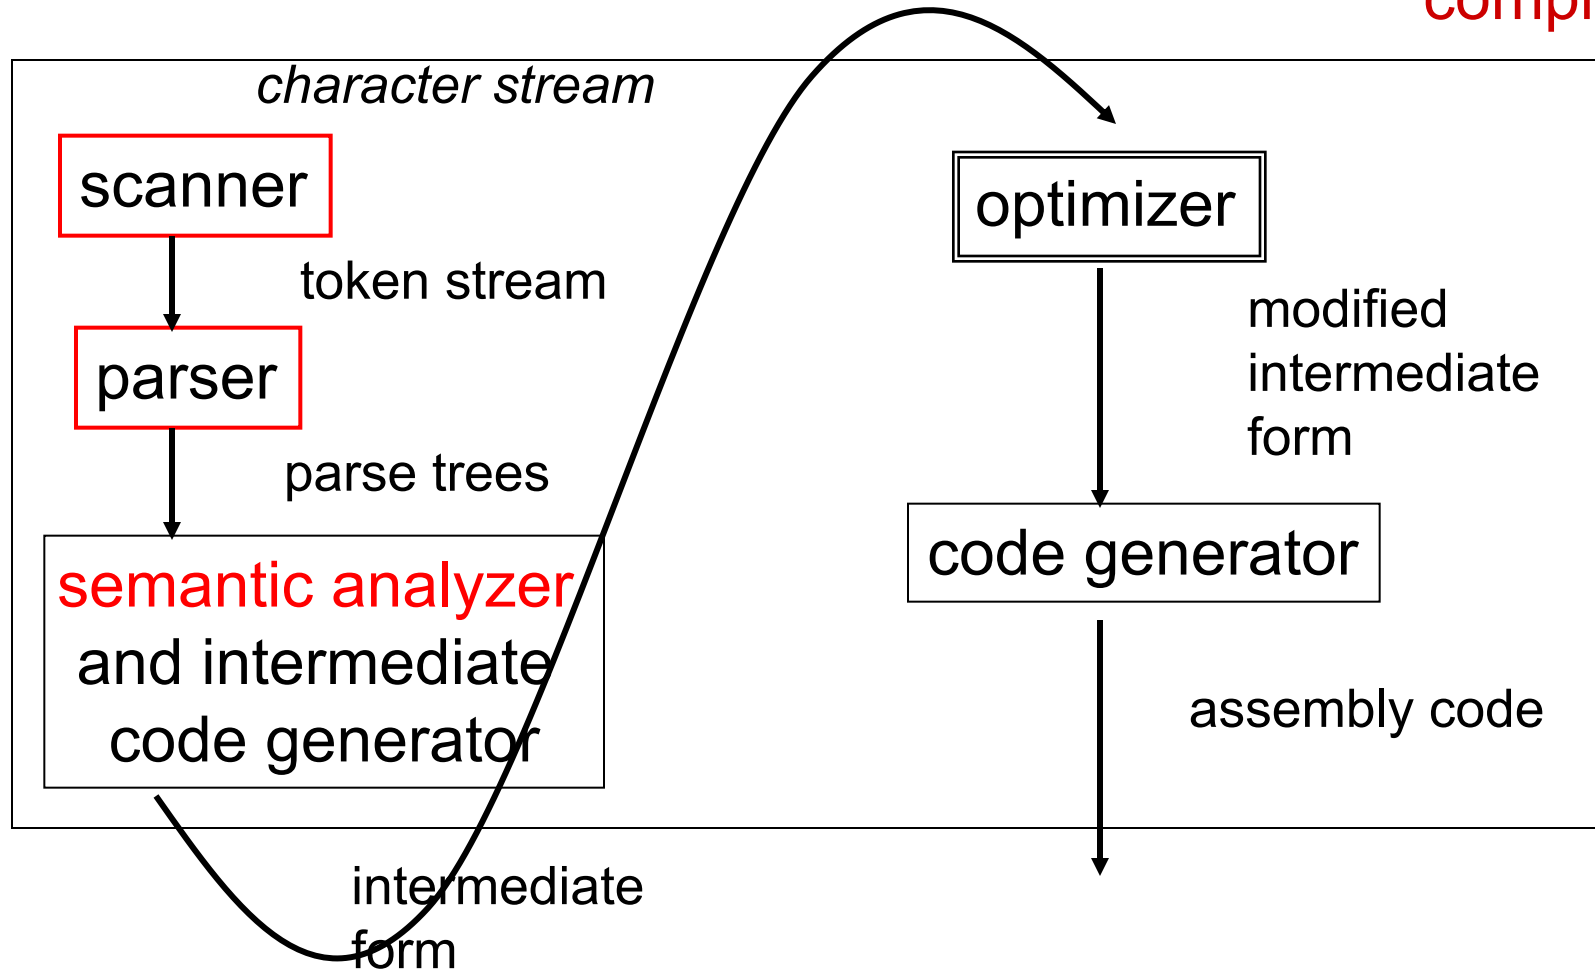 character stream
scanner
token stream
parser
parse trees
semantic analyzer
and intermediate
code generator
intermediate
form
optimizer
modified
intermediate
form
code generator
assembly code